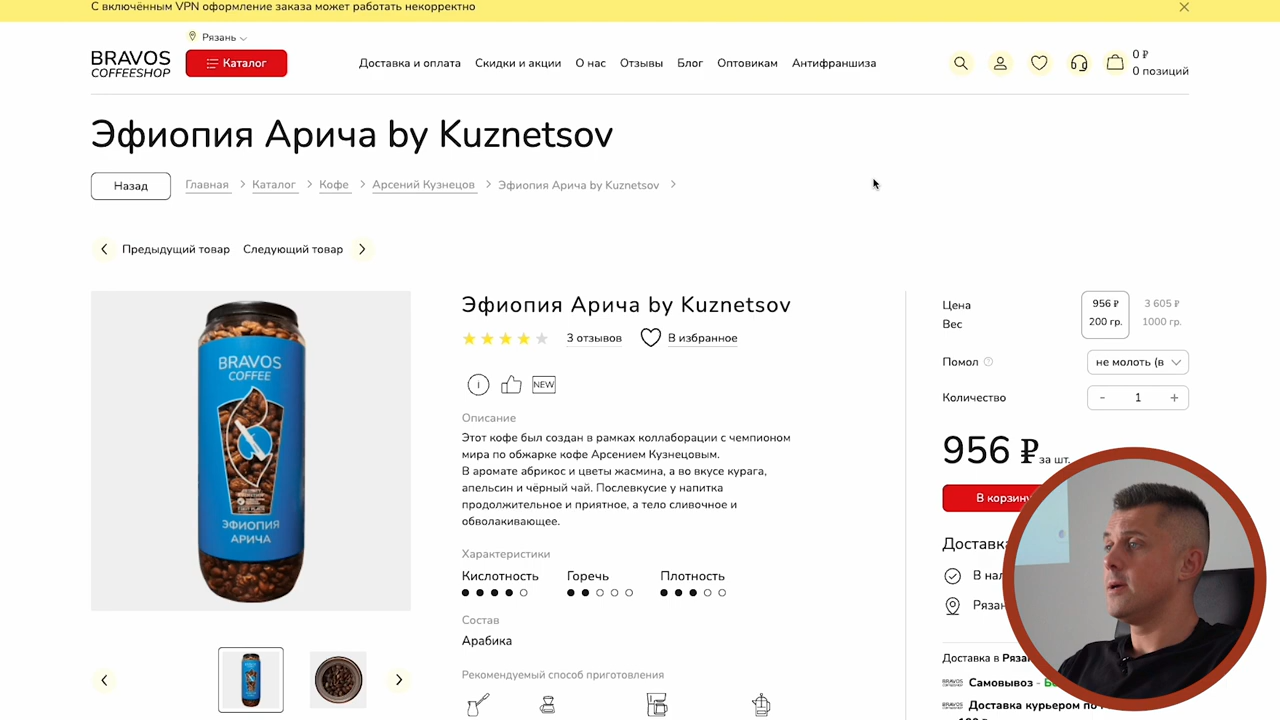 С включённым VPN оформление заказа может работать некорректно
Рязань
BRAVOS
COFFEESHOP
Каталог
Доставка и оплата
Скидки и акции
О нас
Отзывы
Блог
Оптовикам
Антифраншиза
0 ₽
0 позиций
Эфиопия Арича by Kuznetsov
Назад
Главная
Каталог
Кофе
Арсений Кузнецов
Эфиопия Арича by Kuznetsov
Предыдущий товар
Следующий товар
BRAVOS
COFFEE
ЭФИОПИЯ
АРИЧА
Эфиопия Арича by Kuznetsov
3 отзывов
В избранное
i
NEW
Описание
Этот кофе был создан в рамках коллаборации с чемпионом
мира по обжарке кофе Арсением Кузнецовым.
В аромате абрикос и цветы жасмина, а во вкусе курага,
апельсин и чёрный чай. Послевкусие у напитка
продолжительное и приятное, а тело сливочное и
обволакивающее.
Характеристики
Кислотность
Горечь
Плотность
Состав
Арабика
Рекомендуемый способ приготовления
Цена
Вес
956 ₽
200 гр.
3 605 ₽
1000 гр.
Помол
не молоть (в
Количество
- 1 +
956 ₽ за шт.
В корзину
Доставка
В нал
Рязан
Доставка в Рязан
BRAVOS
COFFEESHOP
Самовывоз - Б
BRAVOS
COFFEESHOP
Доставка курьером по